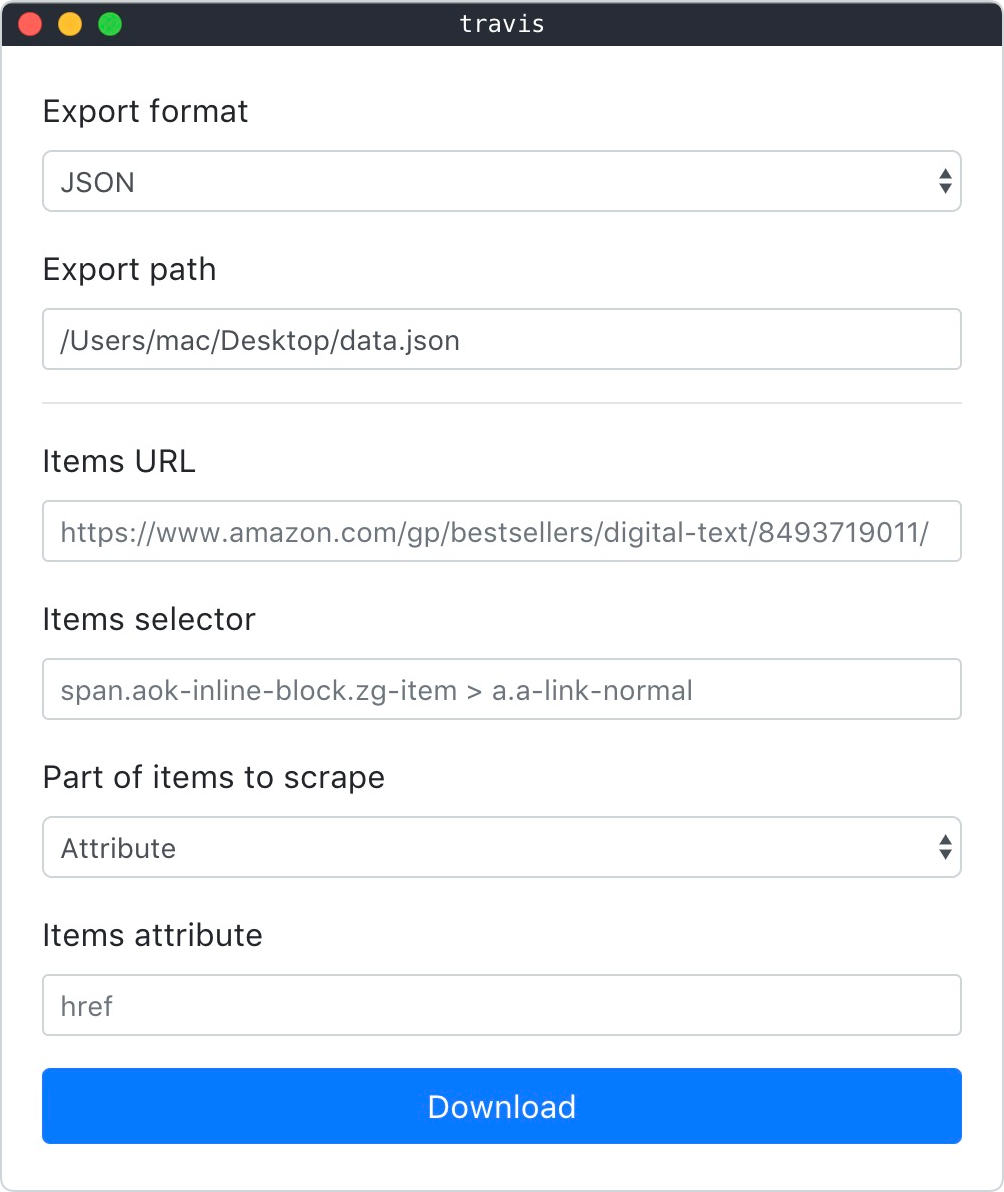 travis
Export format
JSON
Export path
/Users/mac/Desktop/data.json
Items URL
https://www.amazon.com/gp/bestsellers/digital-text/8493719011/
Items selector
span.aok-inline-block.zg-item > a.a-link-normal
Part of items to scrape
Attribute
Items attribute
href
Download